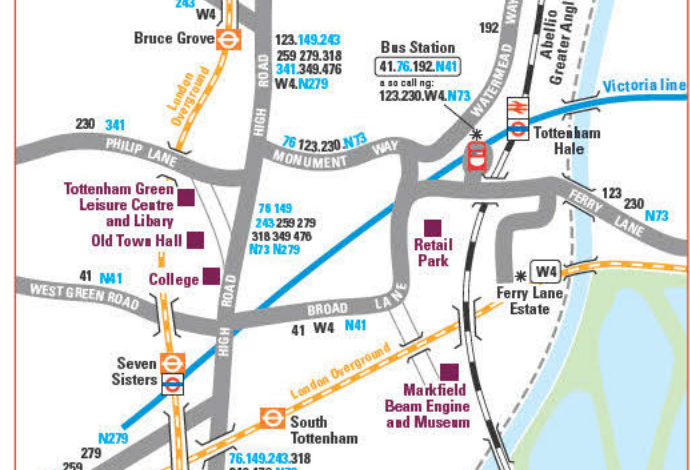 243
W4
Bruce Grove
London
Overground
HIGH ROAD
123.149.243
259 279.318
341.349.476
W4.N279
192
WATERMEAD WAY
Abellio
Greater Angl
Bus Station
41.76.192.N41
a so calling:
123.230.W4.N73
Victoria line
Tottenham
Hale
230 341
PHILIP LANE
76 123.230.N73
MONUMENT WAY
123
230
N73
FERRY LANE
Tottenham Green
Leisure Centre
and Libary
Old Town Hall
College
76 149
243 259 279
318 349 476
N73 N279
HIGH ROAD
Retail
Park
W4
Ferry Lane
Estate
41 N41
WEST GREEN ROAD
BROAD LANE
41 W4 N41
Seven
Sisters
London Overground
Markfield
Beam Engine
and Museum
South
Tottenham
N279
279
259
76.149.243.318